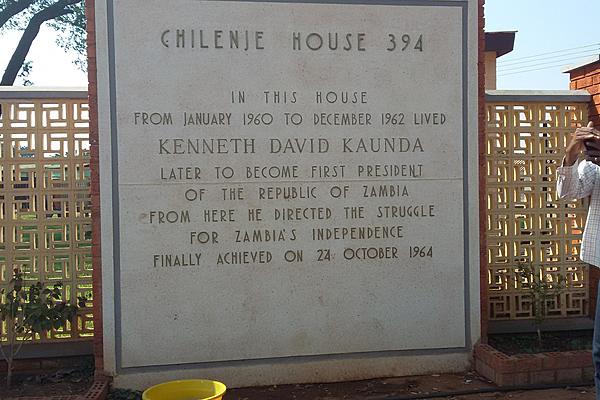 CHILENJE HOUSE 394
IN THIS HOUSE
FROM JANUARY 1960 TO DECEMBER 1962 LIVED
KENNETH DAVID KAUNDA
LATER TO BECOME FIRST PRESIDENT
OF THE REPUBLIC OF ZAMBIA
FROM HERE HE DIRECTED THE STRUGGLE
FOR ZAMBIA'S INDEPENDENCE
FINALLY ACHIEVED ON 24 OCTOBER 1964